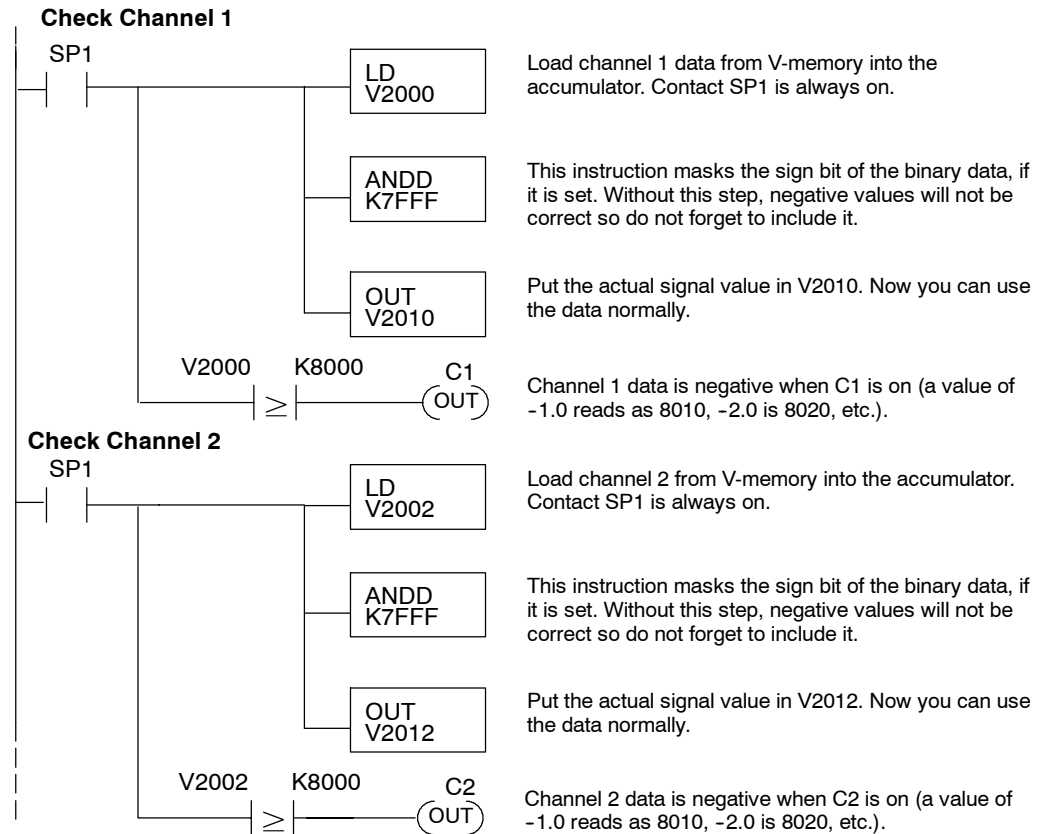 Check Channel 1
SP1
LD
V2000
Load channel 1 data from V-memory into the
accumulator. Contact SP1 is always on.
ANDD
K7FFF
This instruction masks the sign bit of the binary data, if
it is set. Without this step, negative values will not be
correct so do not forget to include it.
OUT
V2010
Put the actual signal value in V2010. Now you can use
the data normally.
V2000 K8000 C1
≥ OUT
Channel 1 data is negative when C1 is on (a value of
-1.0 reads as 8010, -2.0 is 8020, etc.).
Check Channel 2
SP1
LD
V2002
Load channel 2 from V-memory into the accumulator.
Contact SP1 is always on.
ANDD
K7FFF
This instruction masks the sign bit of the binary data, if
it is set. Without this step, negative values will not be
correct so do not forget to include it.
OUT
V2012
Put the actual signal value in V2012. Now you can use
the data normally.
V2002 K8000 C2
≥ OUT
Channel 2 data is negative when C2 is on (a value of
-1.0 reads as 8010, -2.0 is 8020, etc.).